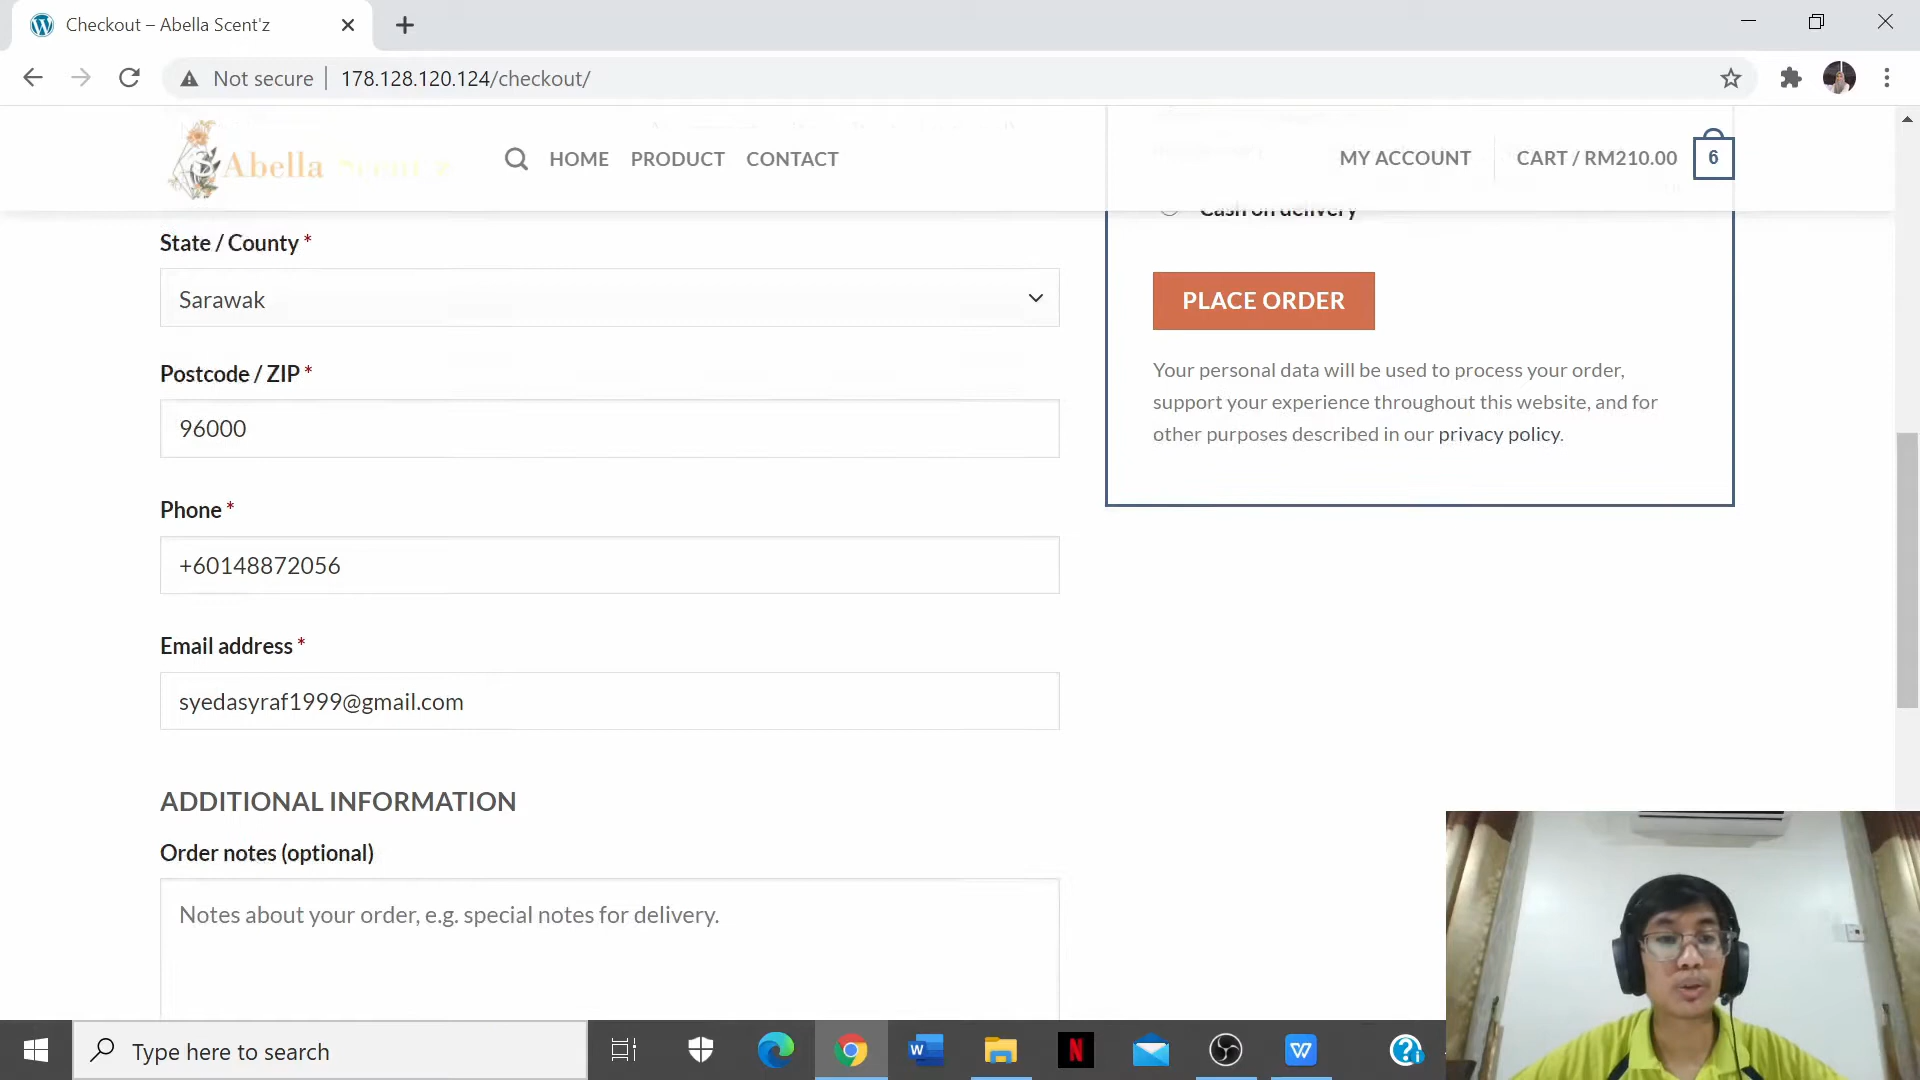 Checkout – Abella Scent'z
Not secure
178.128.120.124/checkout/
Abella
HOME
PRODUCT
CONTACT
MY ACCOUNT
CART / RM210.00
6
Cash on delivery
State / County *
Sarawak
PLACE ORDER
Postcode / ZIP *
96000
Your personal data will be used to process your order,
support your experience throughout this website, and for
other purposes described in our privacy policy.
Phone *
+60148872056
Email address *
syedasyraf1999@gmail.com
ADDITIONAL INFORMATION
Order notes (optional)
Notes about your order, e.g. special notes for delivery.
Type here to search